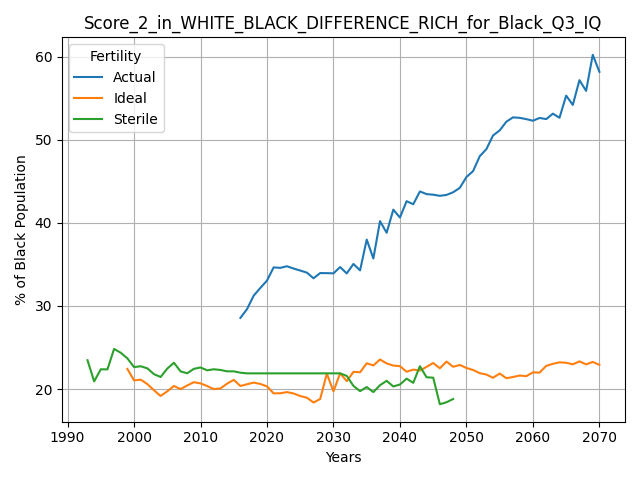 Score_2_in_WHITE_BLACK_DIFFERENCE_RICH_for_Black_Q3_IQ
Fertility
Actual
Ideal
Sterile
% of Black Population
60
50
40
30
20
1990 2000 2010 2020 2030 2040 2050 2060 2070
Years